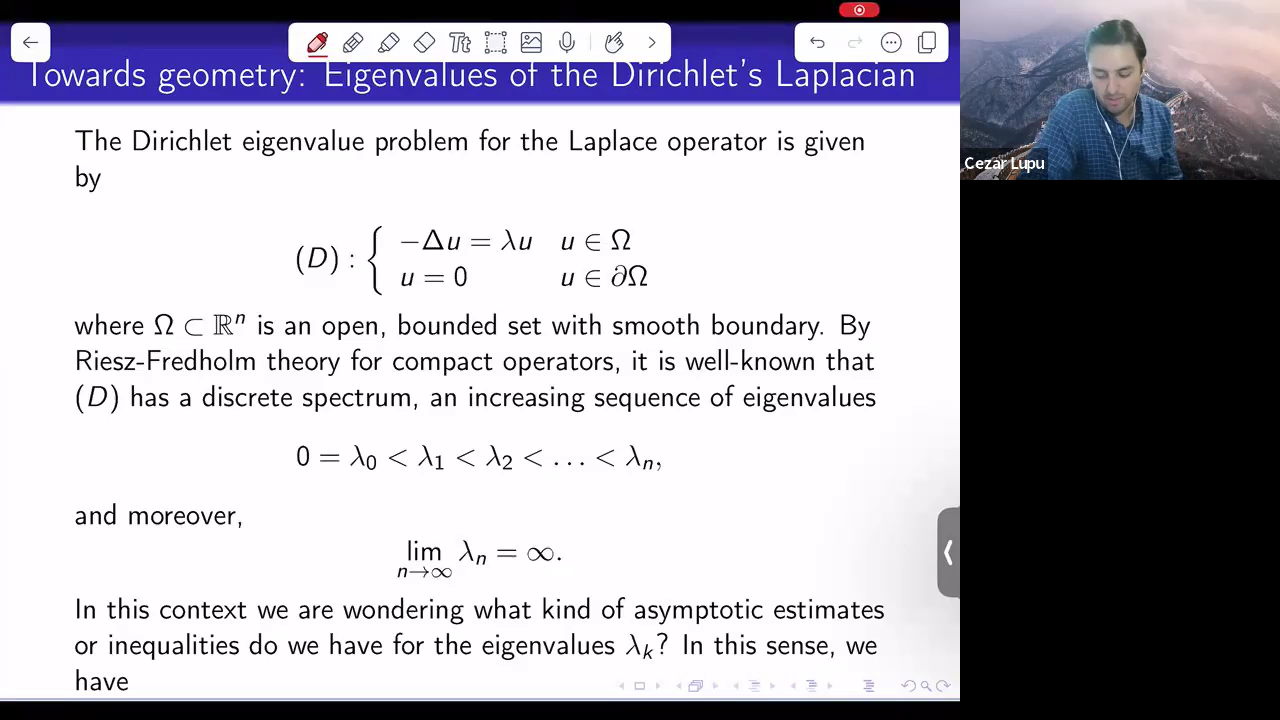 Tt
Towards geometry: Eigenvalues of the Dirichlet's Laplacian
The Dirichlet eigenvalue problem for the Laplace operator is given
by
(D) : { −Δu = λu u ∈ Ω
u = 0 u ∈ ∂Ω
where Ω ⊂ ℝⁿ is an open, bounded set with smooth boundary. By
Riesz-Fredholm theory for compact operators, it is well-known that
(D) has a discrete spectrum, an increasing sequence of eigenvalues
0 = λ₀ < λ₁ < λ₂ < … < λₙ,
and moreover,
lim λₙ = ∞.
n→∞
In this context we are wondering what kind of asymptotic estimates
or inequalities do we have for the eigenvalues λₖ? In this sense, we
have
Cezar Lupu